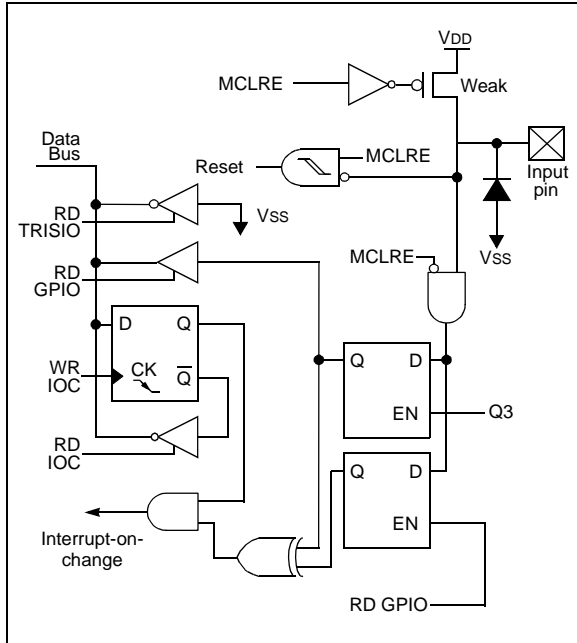 VDD
MCLRE
Weak
Data
Bus
Reset
MCLRE
Input
pin
RD
TRISIO
VSS
VSS
RD
GPIO
MCLRE
D
Q
Q
D
WR
IOC
CK
Q
EN
Q3
RD
IOC
Q
D
EN
Interrupt-on-
change
RD GPIO